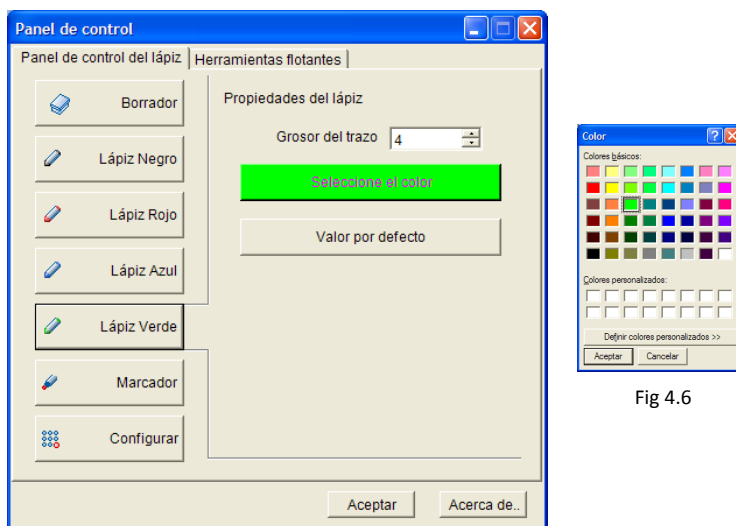 Panel de control
Panel de control del lápiz
Herramientas flotantes
Borrador
Lápiz Negro
Lápiz Rojo
Lápiz Azul
Lápiz Verde
Marcador
Configurar
Propiedades del lápiz
Grosor del trazo 4
Seleccione el color
Valor por defecto
Aceptar
Acerca de..
Color
Colores básicos:
Colores personalizados:
Definir colores personalizados >>
Aceptar
Cancelar
Fig 4.6